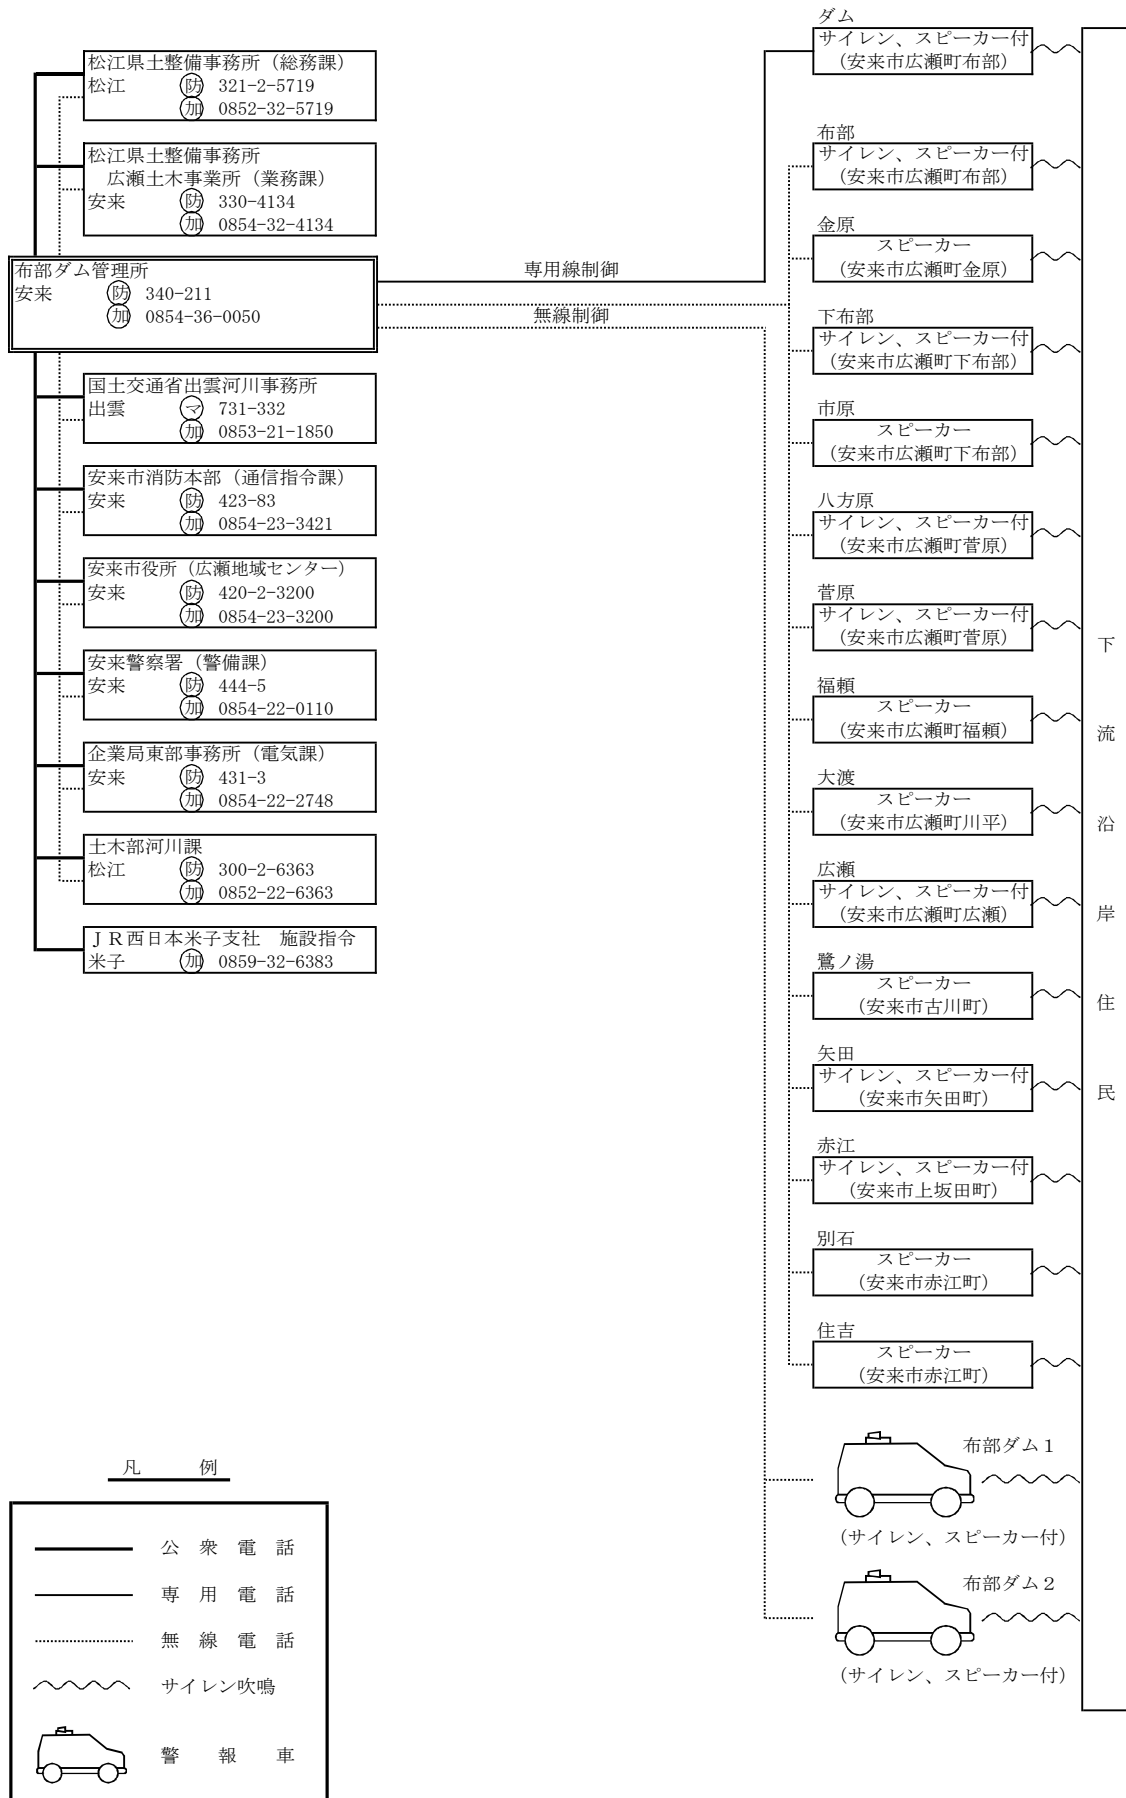 松江県土整備事務所（総務課）
松江 防 321-2-5719
加 0852-32-5719
松江県土整備事務所
広瀬土木事業所（業務課）
安来 防 330-4134
加 0854-32-4134
布部ダム管理所
安来 防 340-211
加 0854-36-0050
国土交通省出雲河川事務所
出雲 マ 731-332
加 0853-21-1850
安来市消防本部（通信指令課）
安来 防 423-83
加 0854-23-3421
安来市役所（広瀬地域センター）
安来 防 420-2-3200
加 0854-23-3200
安来警察署（警備課）
安来 防 444-5
加 0854-22-0110
企業局東部事務所（電気課）
安来 防 431-3
加 0854-22-2748
土木部河川課
松江 防 300-2-6363
加 0852-22-6363
ＪＲ西日本米子支社　施設指令
米子 加 0859-32-6383
専用線制御
無線制御
ダム
サイレン、スピーカー付
（安来市広瀬町布部）
布部
サイレン、スピーカー付
（安来市広瀬町布部）
金原
スピーカー
（安来市広瀬町金原）
下布部
サイレン、スピーカー付
（安来市広瀬町下布部）
市原
スピーカー
（安来市広瀬町下布部）
八方原
サイレン、スピーカー付
（安来市広瀬町菅原）
菅原
サイレン、スピーカー付
（安来市広瀬町菅原）
福頼
スピーカー
（安来市広瀬町福頼）
大渡
スピーカー
（安来市広瀬町川平）
広瀬
サイレン、スピーカー付
（安来市広瀬町広瀬）
鷺ノ湯
スピーカー
（安来市古川町）
矢田
サイレン、スピーカー付
（安来市矢田町）
赤江
サイレン、スピーカー付
（安来市上坂田町）
別石
スピーカー
（安来市赤江町）
住吉
スピーカー
（安来市赤江町）
布部ダム１
（サイレン、スピーカー付）
布部ダム２
（サイレン、スピーカー付）
下流沿岸住民
凡　例
公衆電話
専用電話
無線電話
サイレン吹鳴
警報車